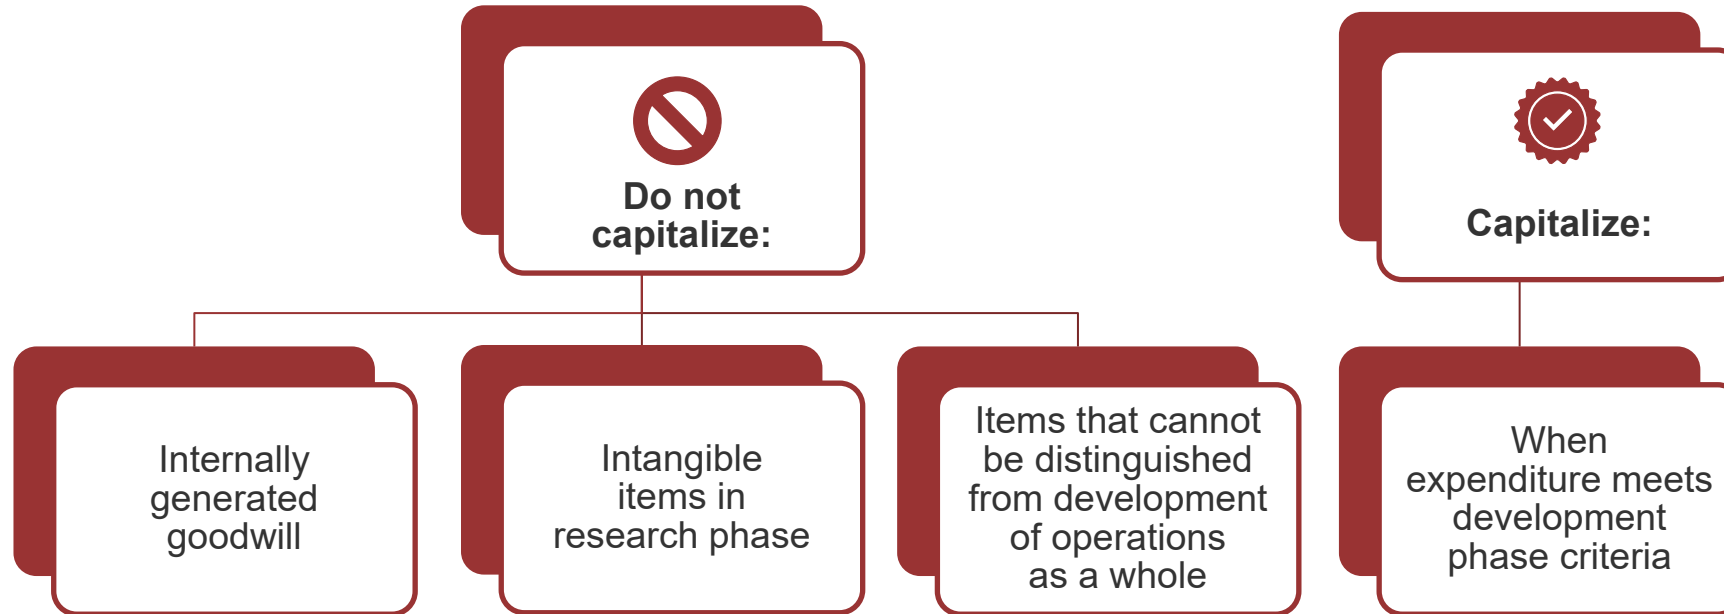 Do not
capitalize:
Capitalize:
Internally
generated
goodwill
Intangible
items in
research phase
Items that cannot
be distinguished
from development
of operations
as a whole
When
expenditure meets
development
phase criteria